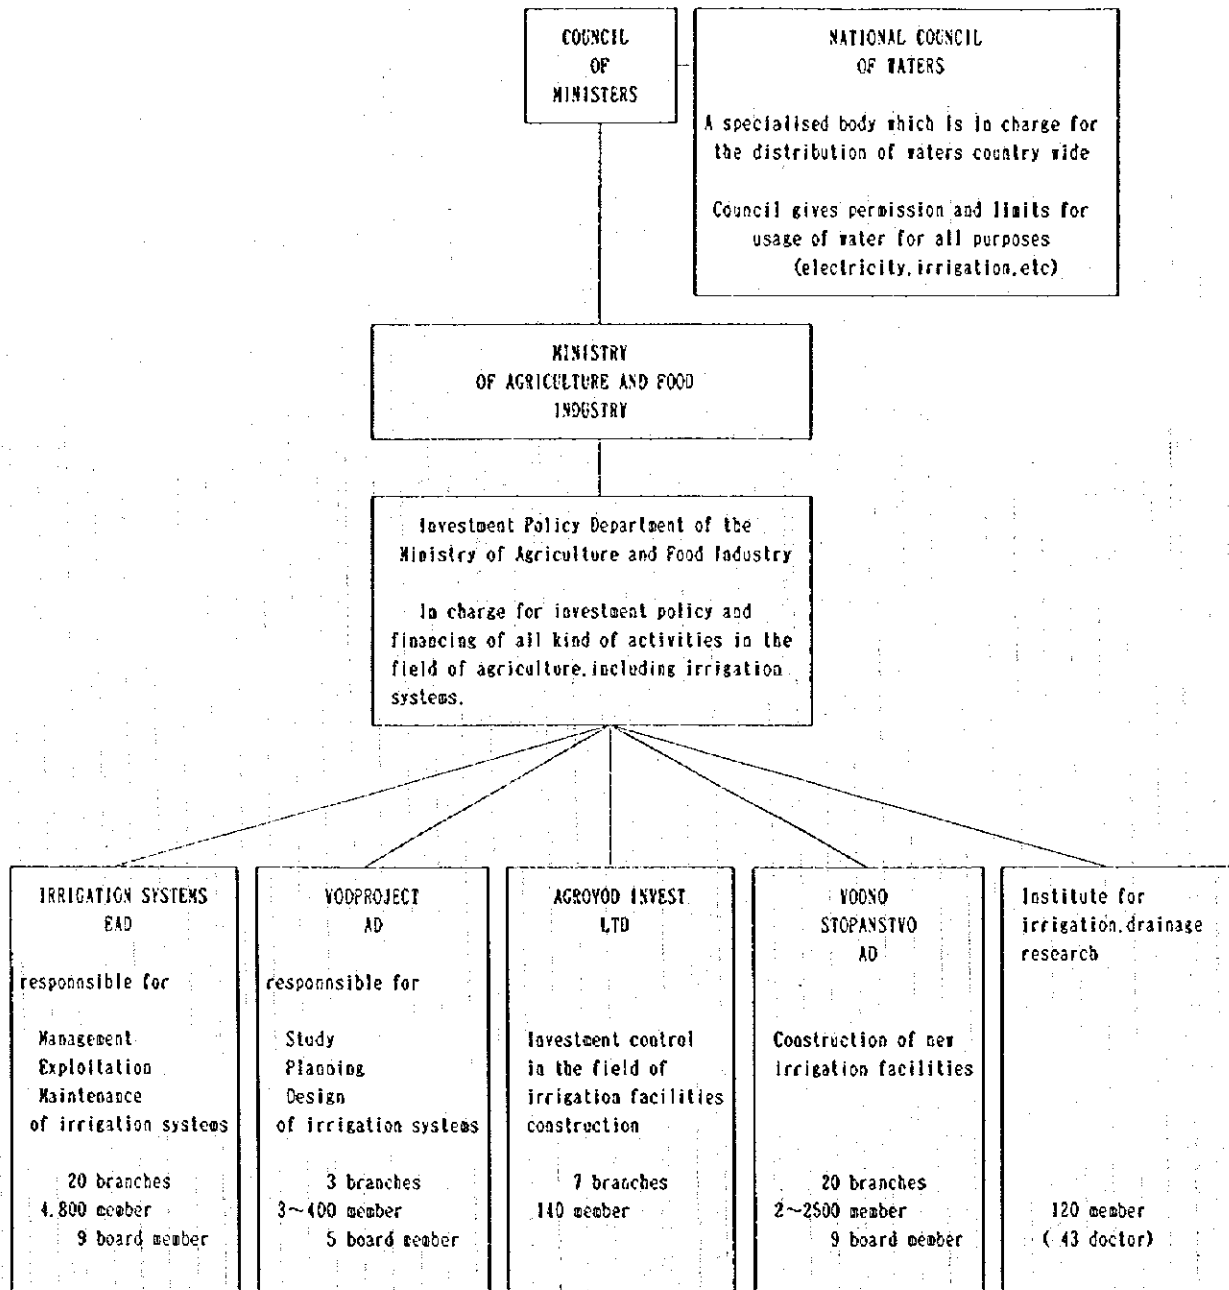 COUNCIL
OF
MINISTERS
NATIONAL COUNCIL
OF WATERS
A specialised body which is in charge for
the distribution of waters country wide
Council gives permission and limits for
usage of water for all purposes
(electricity,irrigation,etc)
MINISTRY
OF AGRICULTURE AND FOOD
INDUSTRY
Investment Policy Department of the
Ministry of Agriculture and Food Industry
In charge for investment policy and
financing of all kind of activities in the
field of agriculture,including irrigation
systems.
IRRIGATION SYSTEMS
EAD
responnsible for
Management
Exploitation
Maintenance
of irrigation systems
20 branches
4.800 member
9 board member
VODPROJECT
AD
responnsible for
Study
Planning
Design
of irrigation systems
3 branches
3~400 member
5 board member
AGROVOD INVEST
LTD
Investment control
in the field of
irrigation facilities
construction
7 branches
140 member
VODNO
STOPANSTVO
AD
Construction of new
irrigation facilities
20 branches
2~2500 member
9 board member
Institute for
irrigation,drainage
research
120 member
( 43 doctor)